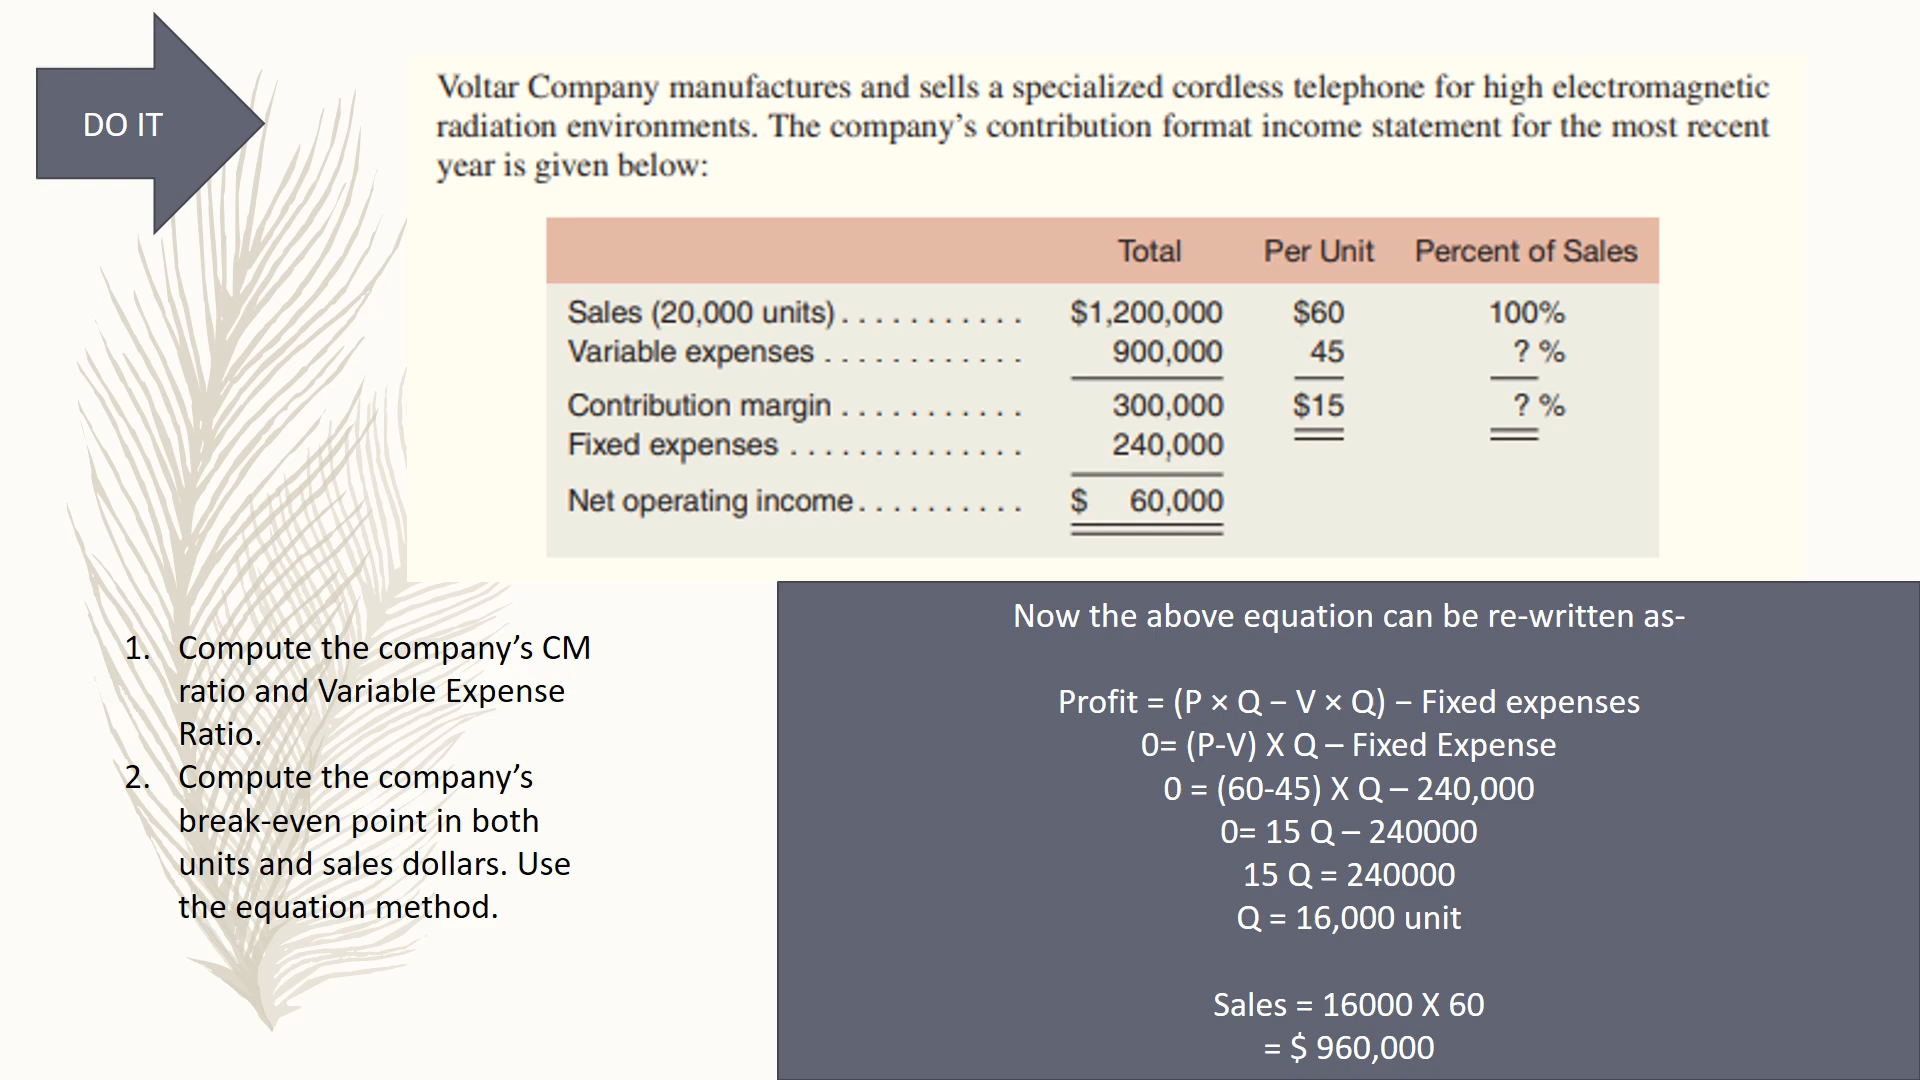 DO IT
Voltar Company manufactures and sells a specialized cordless telephone for high electromagnetic
radiation environments. The company's contribution format income statement for the most recent
year is given below:
Total Per Unit Percent of Sales
Sales (20,000 units) . . . . . . . . . . . $1,200,000 $60 100%
Variable expenses . . . . . . . . . . . . 900,000 45 ? %
Contribution margin . . . . . . . . . . . 300,000 $15 ? %
Fixed expenses . . . . . . . . . . . . . . 240,000
Net operating income . . . . . . . . . . $ 60,000
1. Compute the company's CM
ratio and Variable Expense
Ratio.
2. Compute the company's
break-even point in both
units and sales dollars. Use
the equation method.
Now the above equation can be re-written as-
Profit = (P × Q − V × Q) − Fixed expenses
0= (P-V) X Q – Fixed Expense
0 = (60-45) X Q – 240,000
0= 15 Q – 240000
15 Q = 240000
Q = 16,000 unit
Sales = 16000 X 60
= $ 960,000